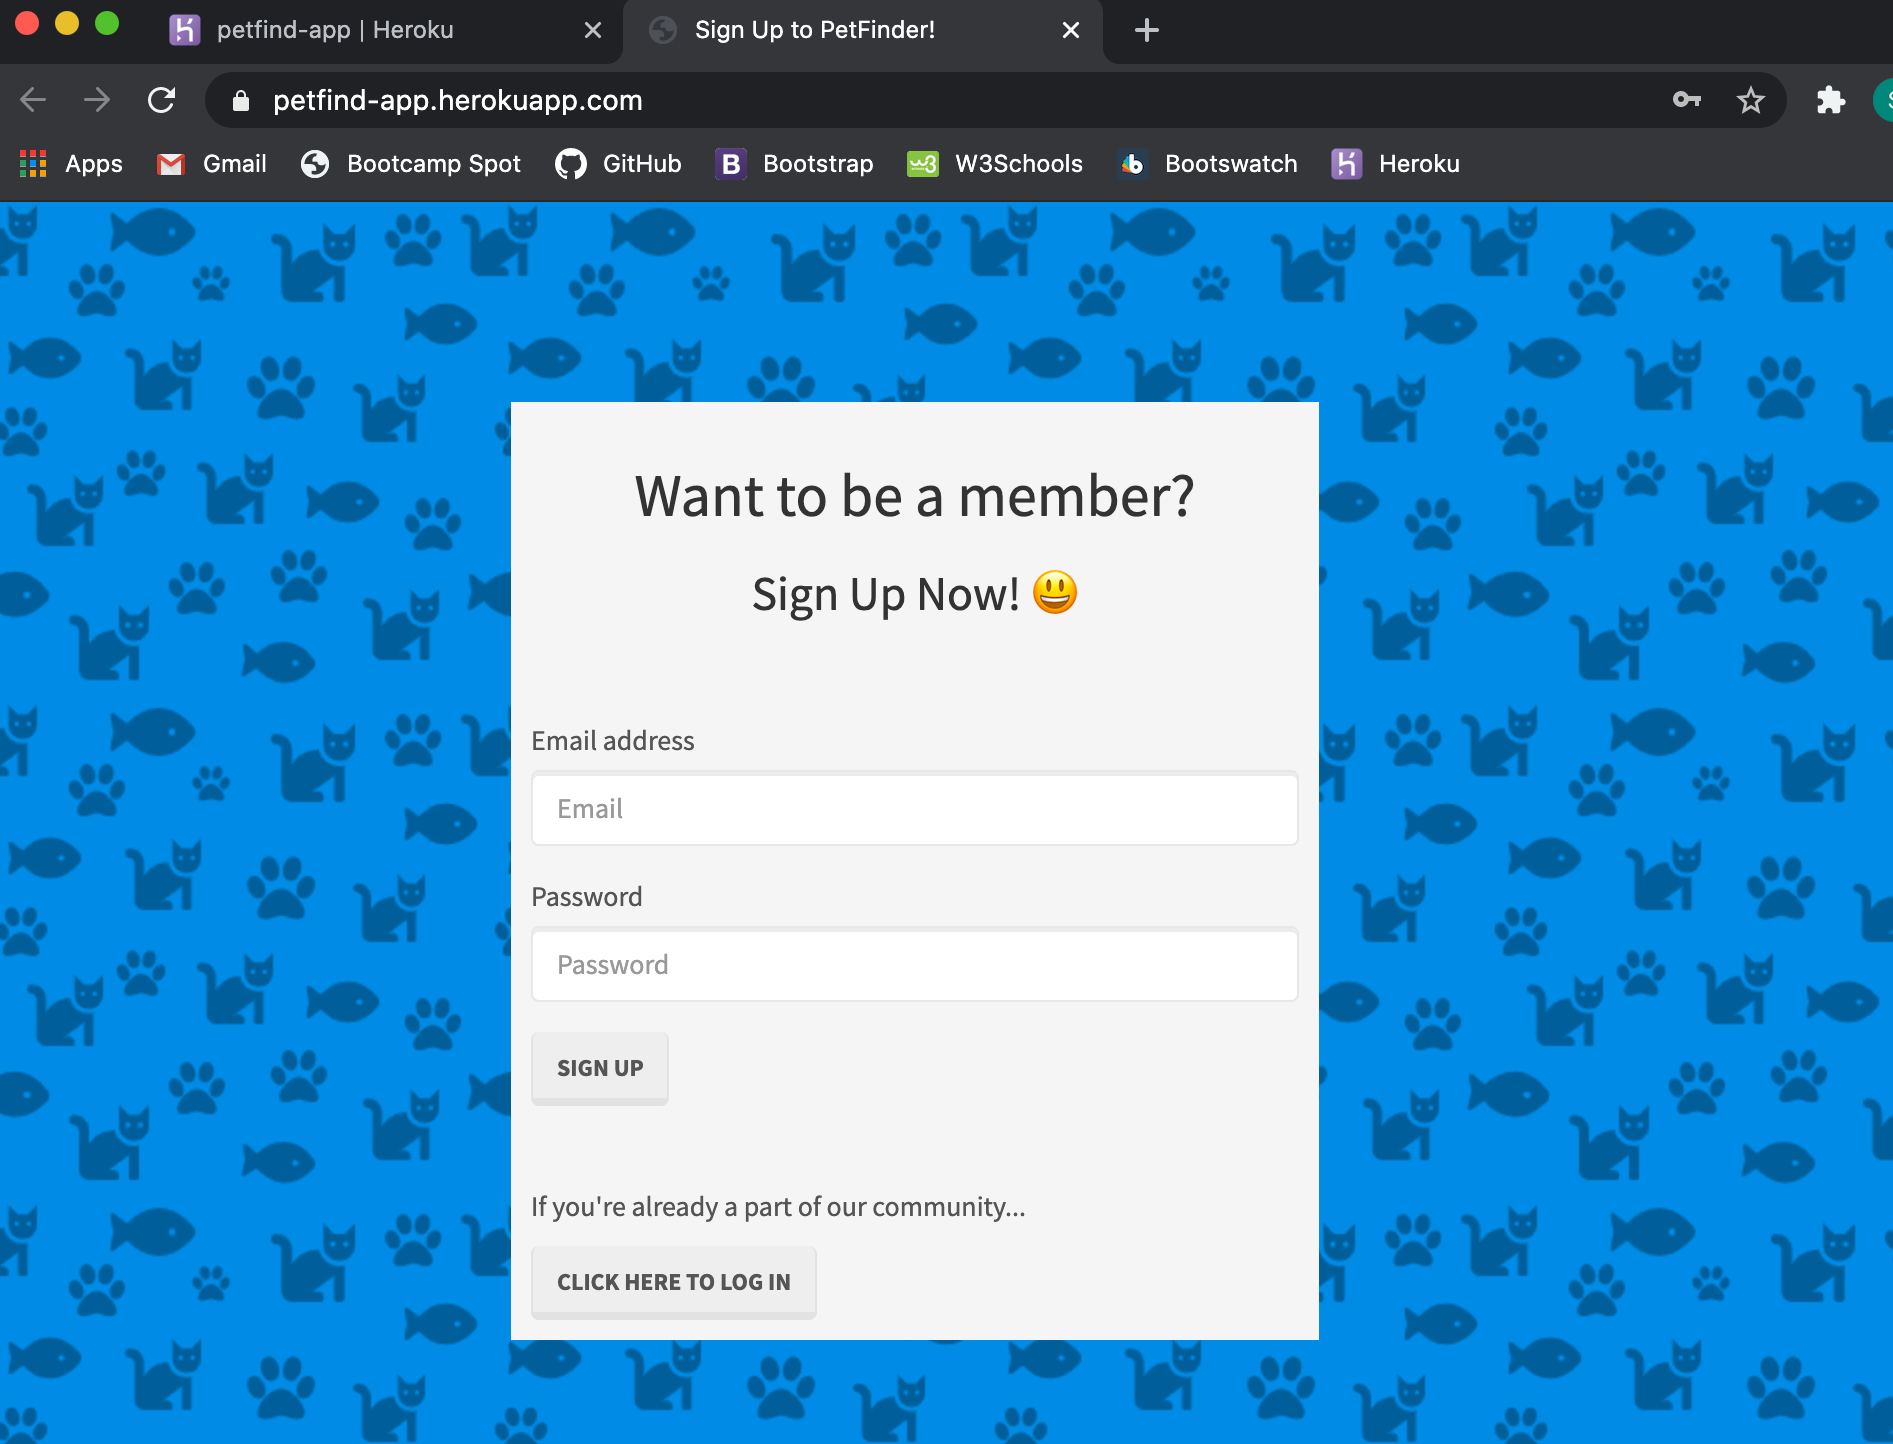 petfind-app | Heroku
Sign Up to PetFinder!
petfind-app.herokuapp.com
Apps
Gmail
Bootcamp Spot
GitHub
B
Bootstrap
w3
W3Schools
b
Bootswatch
Heroku
Want to be a member?
Sign Up Now! 😃
Email address
Email
Password
Password
SIGN UP
If you're already a part of our community...
CLICK HERE TO LOG IN